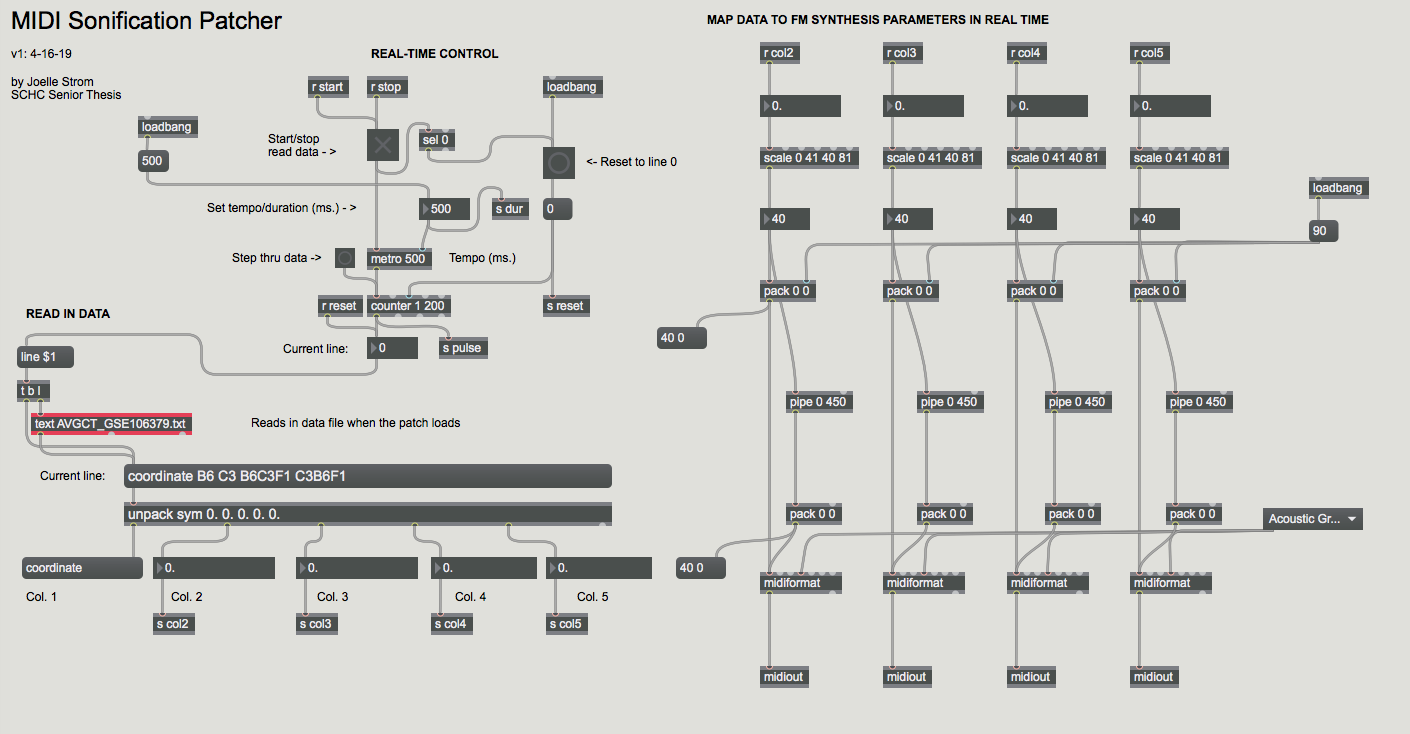 MIDI Sonification Patcher
v1: 4-16-19
by Joelle Strom
SCHC Senior Thesis
REAL-TIME CONTROL
r start
r stop
loadbang
loadbang
500
Start/stop
read data - >
sel 0
<- Reset to line 0
Set tempo/duration (ms.) - >
500
s dur
0
Step thru data ->
metro 500
Tempo (ms.)
r reset
counter 1 200
s reset
Current line:
0
s pulse
READ IN DATA
line $1
t b l
text AVGCT_GSE106379.txt
Reads in data file when the patch loads
Current line:
coordinate B6 C3 B6C3F1 C3B6F1
unpack sym 0. 0. 0. 0. 0.
coordinate
0.
0.
0.
0.
Col. 1
Col. 2
Col. 3
Col. 4
Col. 5
s col2
s col3
s col4
s col5
MAP DATA TO FM SYNTHESIS PARAMETERS IN REAL TIME
r col2
r col3
r col4
r col5
0.
0.
0.
0.
scale 0 41 40 81
scale 0 41 40 81
scale 0 41 40 81
scale 0 41 40 81
loadbang
40
40
40
40
90
pack 0 0
pack 0 0
pack 0 0
pack 0 0
40 0
pipe 0 450
pipe 0 450
pipe 0 450
pipe 0 450
pack 0 0
pack 0 0
pack 0 0
pack 0 0
Acoustic Gr...
40 0
midiformat
midiformat
midiformat
midiformat
midiout
midiout
midiout
midiout